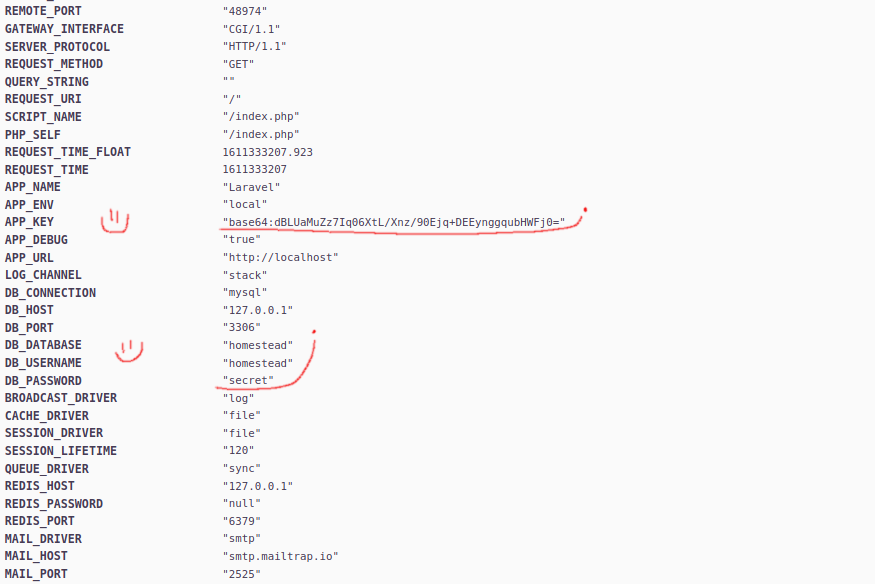 REMOTE_PORT "48974"
GATEWAY_INTERFACE "CGI/1.1"
SERVER_PROTOCOL "HTTP/1.1"
REQUEST_METHOD "GET"
QUERY_STRING ""
REQUEST_URI "/"
SCRIPT_NAME "/index.php"
PHP_SELF "/index.php"
REQUEST_TIME_FLOAT 1611333207.923
REQUEST_TIME 1611333207
APP_NAME "Laravel"
APP_ENV "local"
APP_KEY "base64:dBLUaMuZz7Iq06XtL/Xnz/90Ejq+DEEynggqubHWFj0="
APP_DEBUG "true"
APP_URL "http://localhost"
LOG_CHANNEL "stack"
DB_CONNECTION "mysql"
DB_HOST "127.0.0.1"
DB_PORT "3306"
DB_DATABASE "homestead"
DB_USERNAME "homestead"
DB_PASSWORD "secret"
BROADCAST_DRIVER "log"
CACHE_DRIVER "file"
SESSION_DRIVER "file"
SESSION_LIFETIME "120"
QUEUE_DRIVER "sync"
REDIS_HOST "127.0.0.1"
REDIS_PASSWORD "null"
REDIS_PORT "6379"
MAIL_DRIVER "smtp"
MAIL_HOST "smtp.mailtrap.io"
MAIL_PORT "2525"